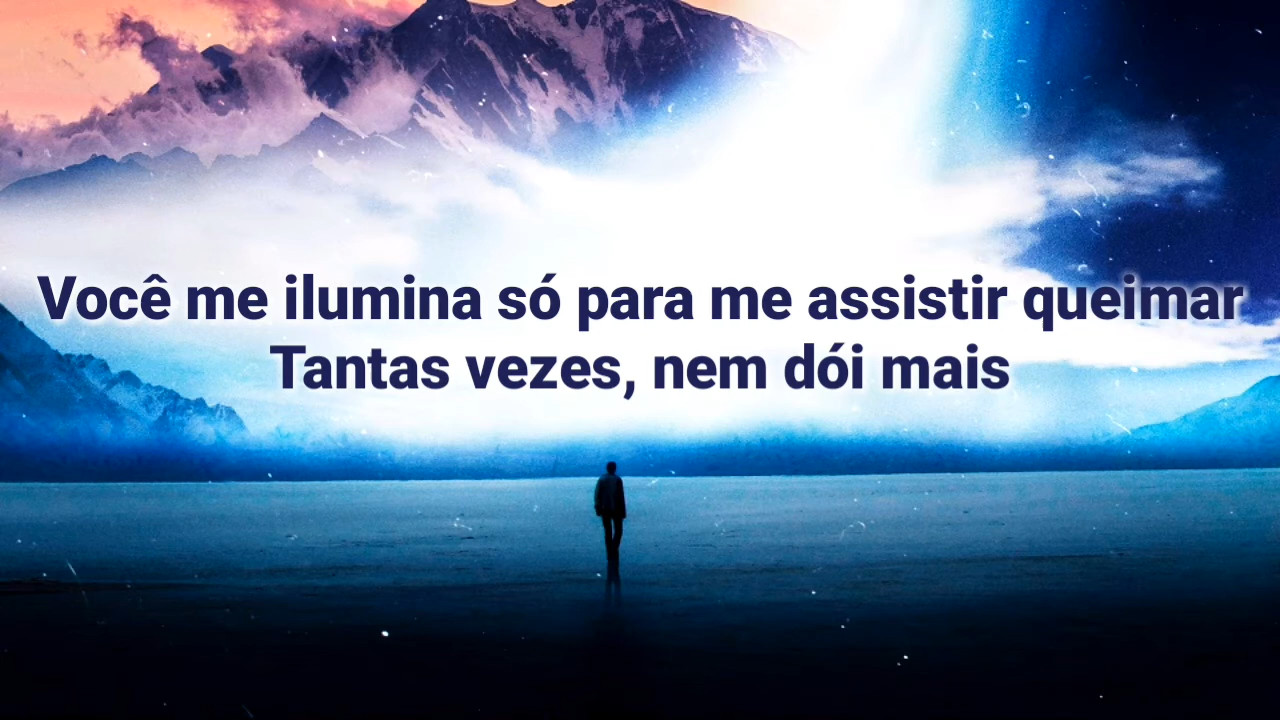 Você me ilumina só para me assistir queimar
Tantas vezes, nem dói mais